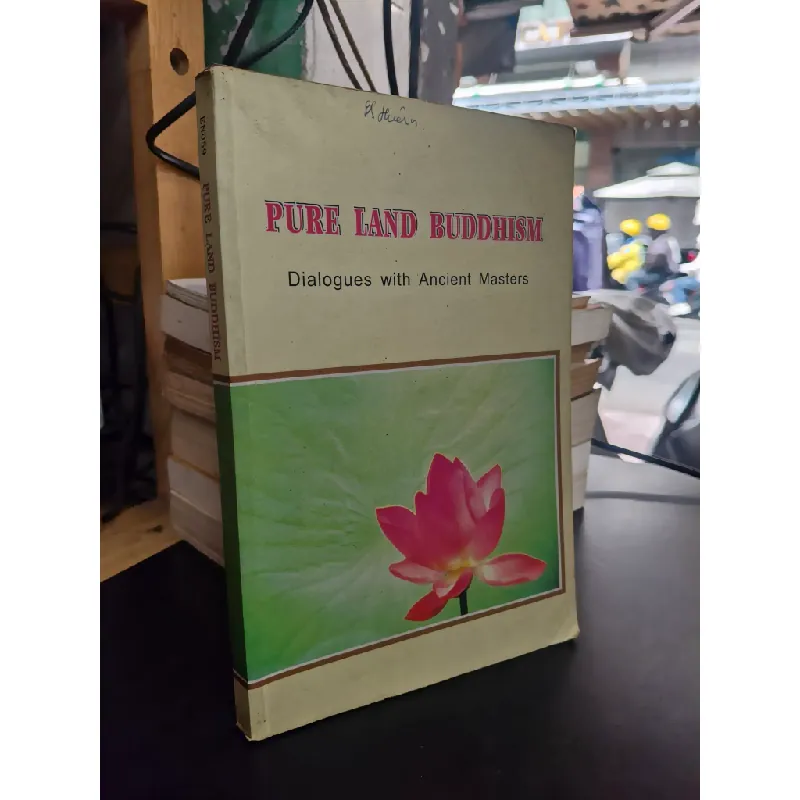 PURE LAND BUDDHISM
Dialogues with Ancient Masters
PURE LAND BUDDHISM